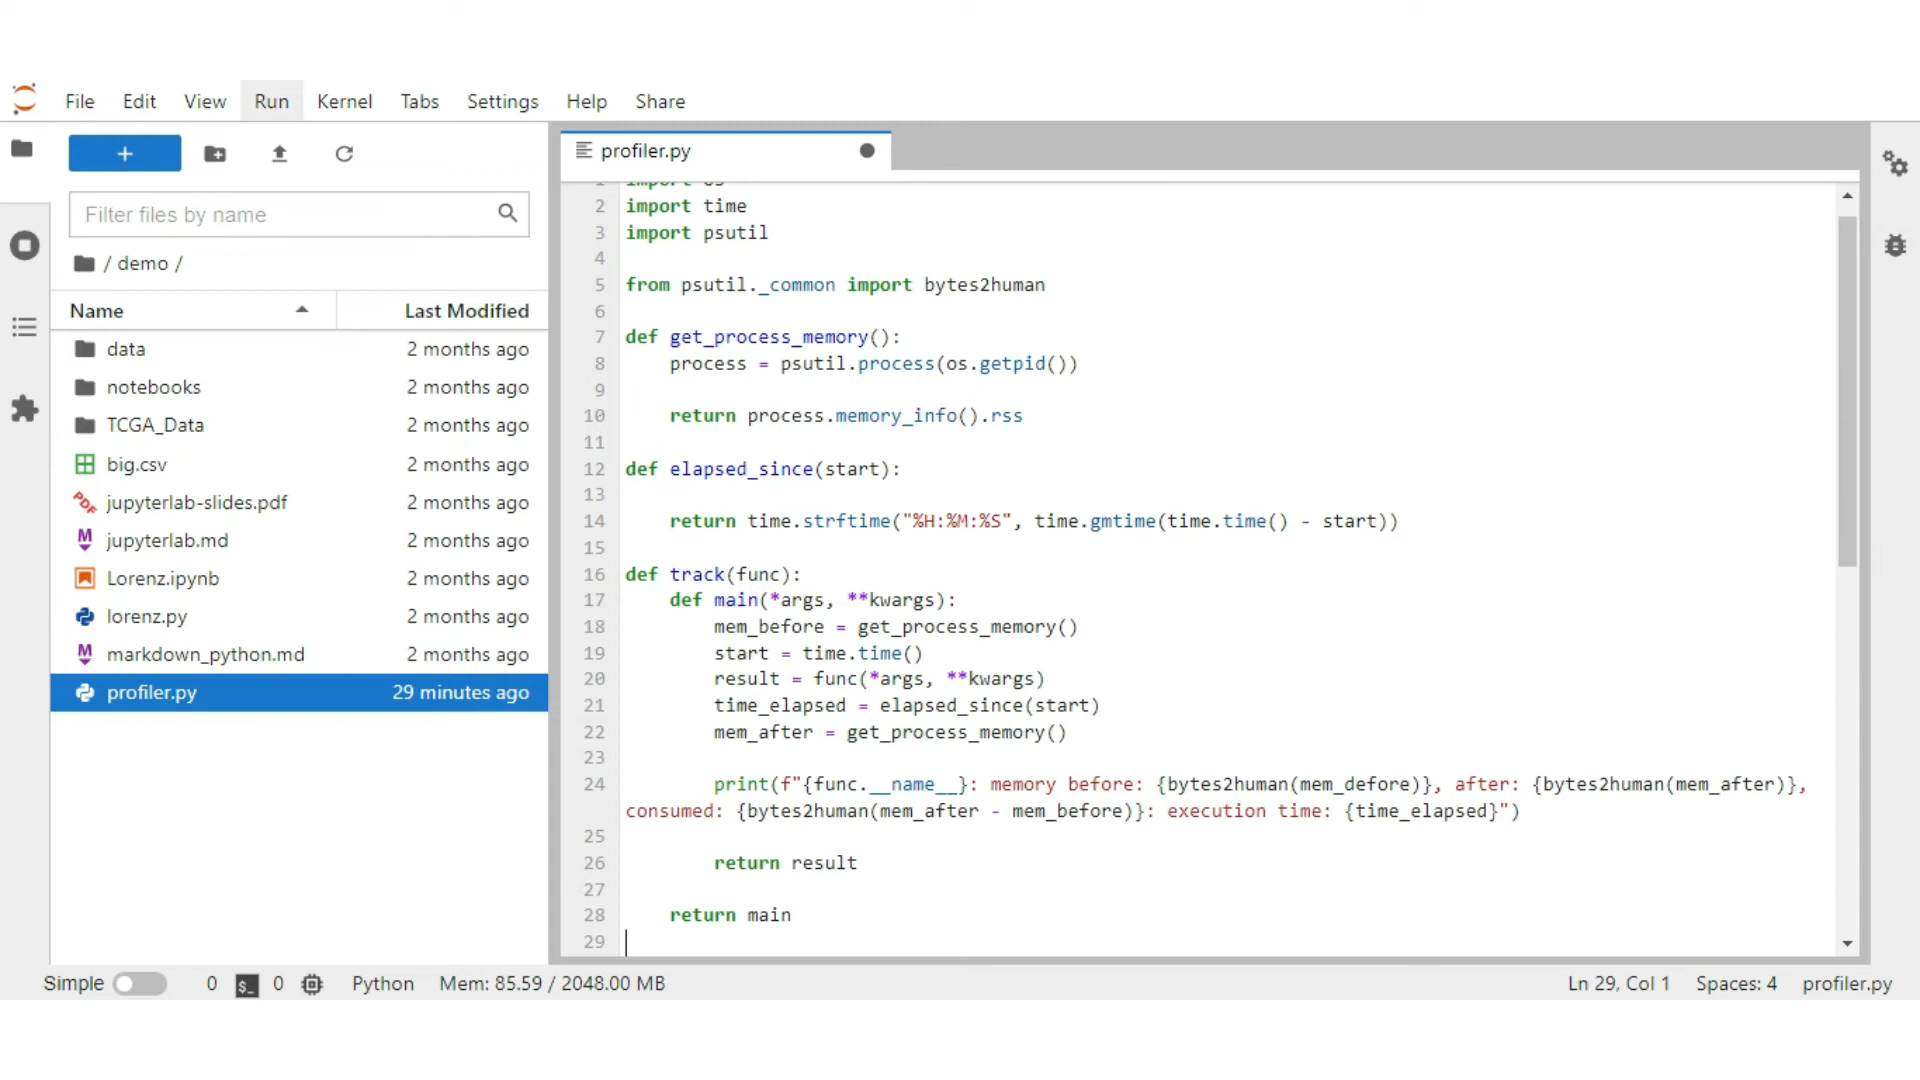 File Edit View Run Kernel Tabs Settings Help Share
+
Filter files by name
/ demo /
Name Last Modified
data 2 months ago
notebooks 2 months ago
TCGA_Data 2 months ago
big.csv 2 months ago
jupyterlab-slides.pdf 2 months ago
jupyterlab.md 2 months ago
Lorenz.ipynb 2 months ago
lorenz.py 2 months ago
markdown_python.md 2 months ago
profiler.py 29 minutes ago
profiler.py
1 import os
2 import time
3 import psutil
4
5 from psutil._common import bytes2human
6
7 def get_process_memory():
8     process = psutil.process(os.getpid())
9
10     return process.memory_info().rss
11
12 def elapsed_since(start):
13
14     return time.strftime("%H:%M:%S", time.gmtime(time.time() - start))
15
16 def track(func):
17     def main(*args, **kwargs):
18         mem_before = get_process_memory()
19         start = time.time()
20         result = func(*args, **kwargs)
21         time_elapsed = elapsed_since(start)
22         mem_after = get_process_memory()
23
24         print(f"{func.__name__}: memory before: {bytes2human(mem_defore)}, after: {bytes2human(mem_after)},
consumed: {bytes2human(mem_after - mem_before)}: execution time: {time_elapsed}")
25
26         return result
27
28     return main
29
Simple 0 $_ 0 Python Mem: 85.59 / 2048.00 MB Ln 29, Col 1 Spaces: 4 profiler.py